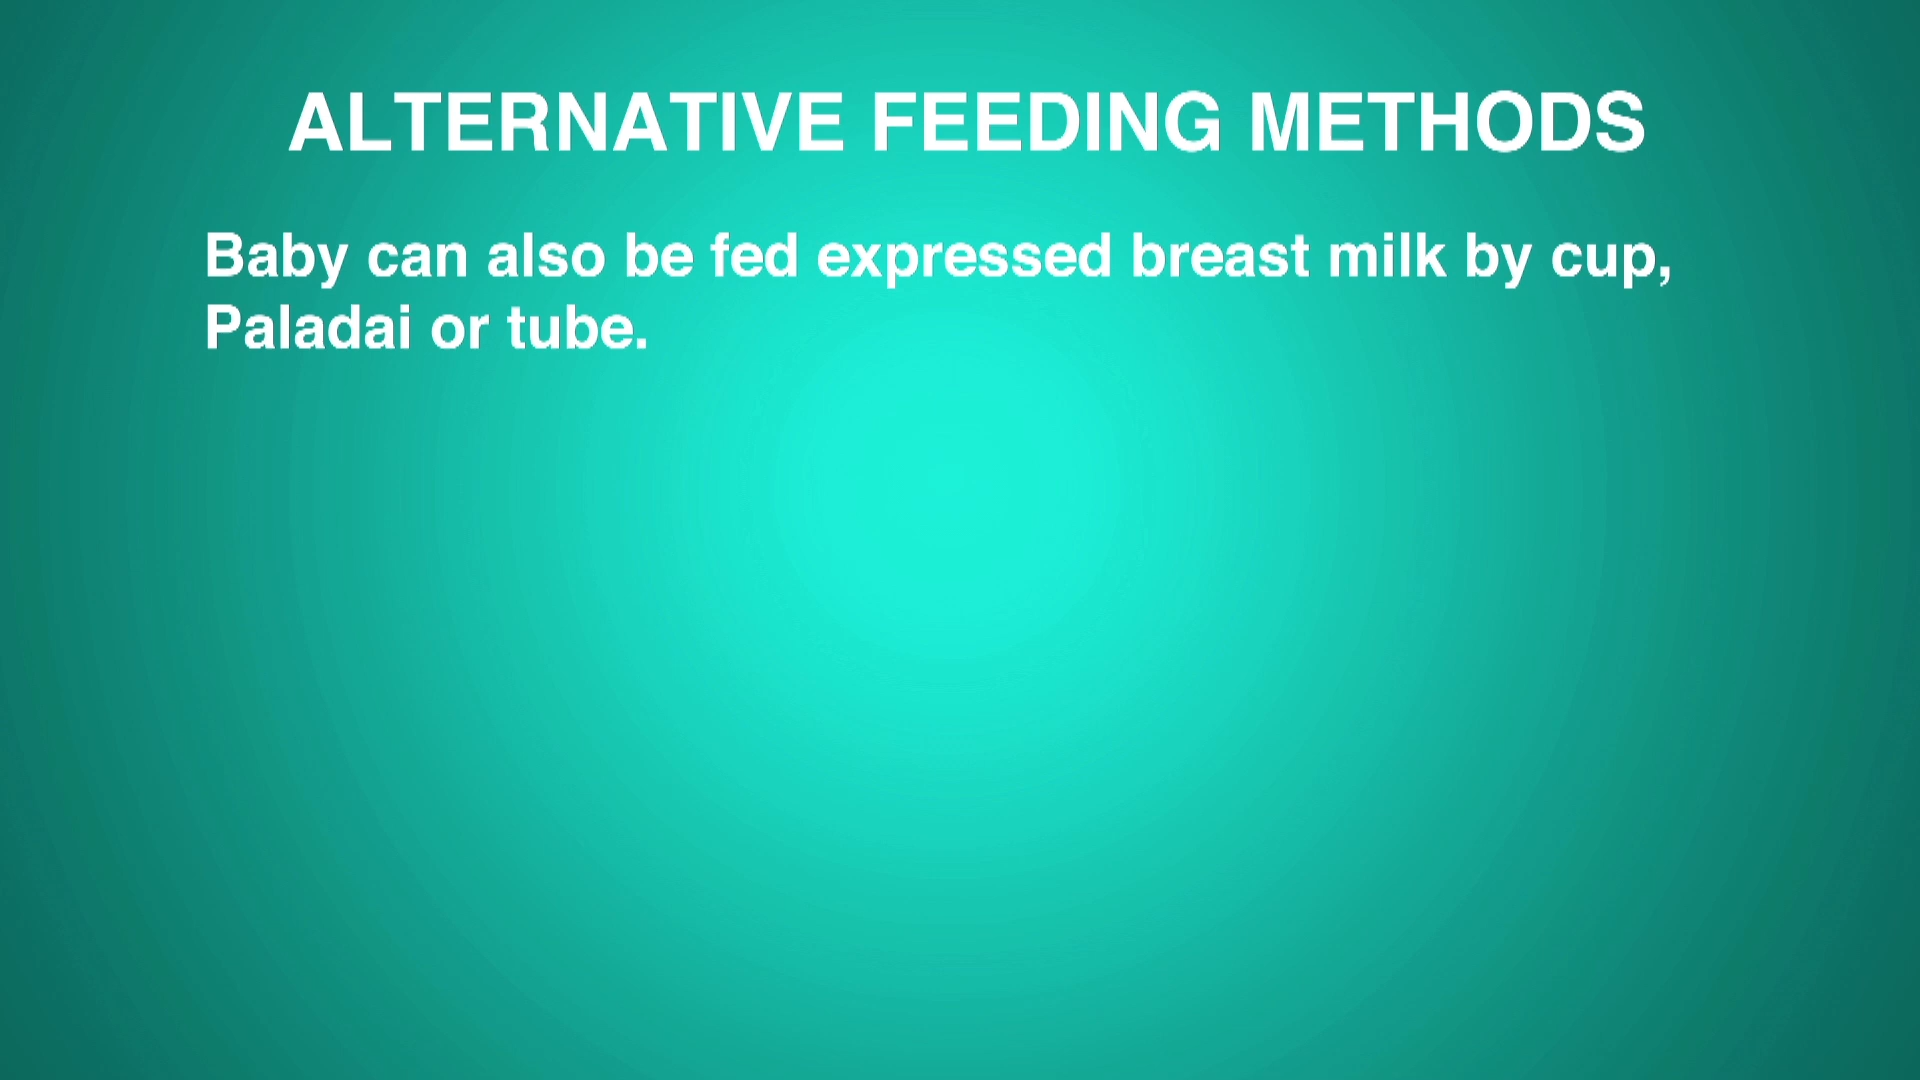 ALTERNATIVE FEEDING METHODS
Baby can also be fed expressed breast milk by cup,
Paladai or tube.